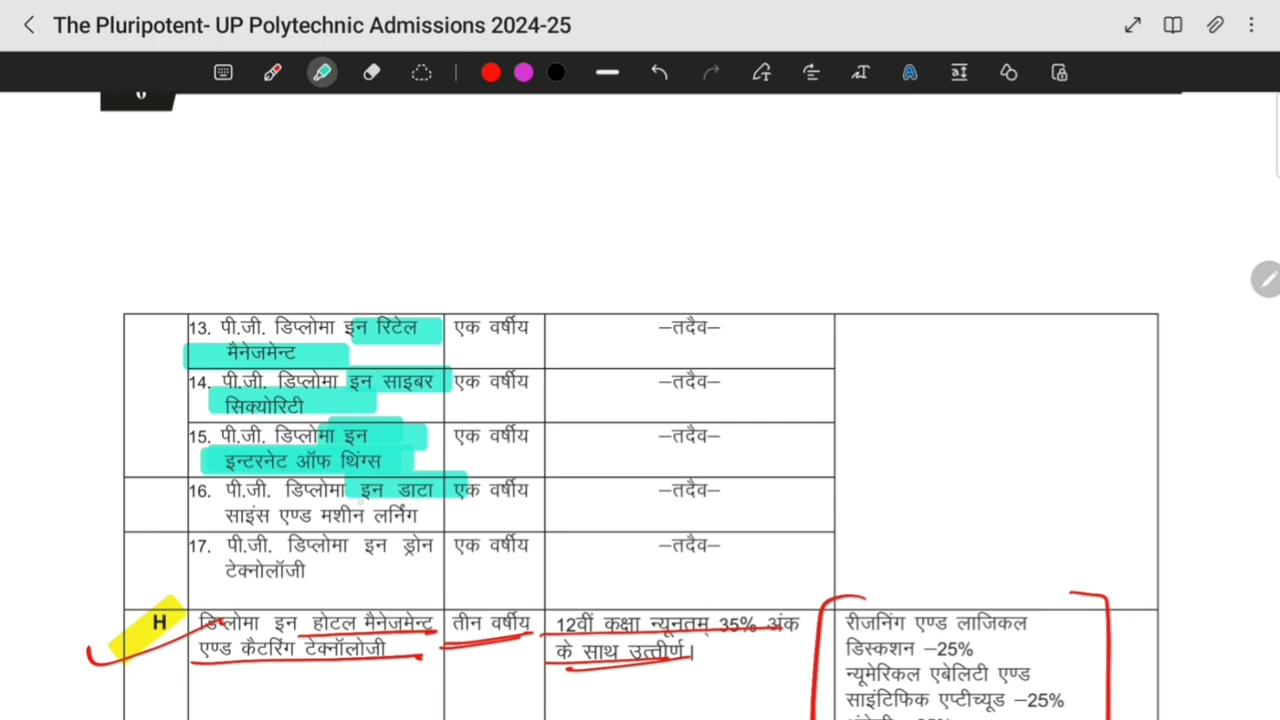 The Pluripotent- UP Polytechnic Admissions 2024-25
13. पी.जी. डिप्लोमा इन रिटेल मैनेजमेन्ट एक वर्षीय –तदैव–
14. पी.जी. डिप्लोमा इन साइबर सिक्योरिटी एक वर्षीय –तदैव–
15. पी.जी. डिप्लोमा इन इन्टरनेट ऑफ थिंग्स एक वर्षीय –तदैव–
16. पी.जी. डिप्लोमा इन डाटा साइंस एण्ड मशीन लर्निंग एक वर्षीय –तदैव–
17. पी.जी. डिप्लोमा इन ड्रोन टेक्नोलॉजी एक वर्षीय –तदैव–
H
डिप्लोमा इन होटल मैनेजमेन्ट
एण्ड कैटरिंग टेक्नॉलोजी
तीन वर्षीय
12वीं कक्षा न्यूनतम् 35% अंक
के साथ उत्तीर्ण।
रीजनिंग एण्ड लाजिकल
डिस्कशन –25%
न्यूमेरिकल एबेलिटी एण्ड
साइंटिफिक एप्टीच्यूड –25%